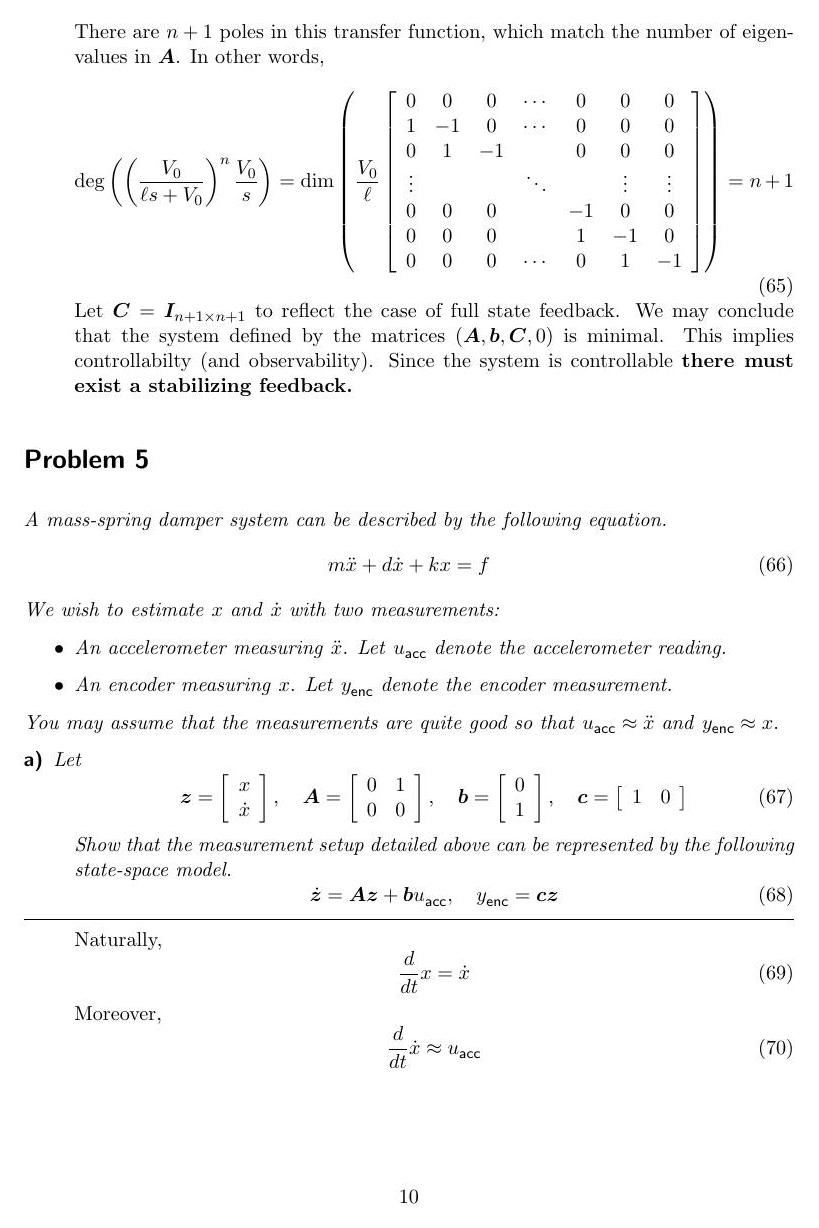 There are n + 1 poles in this transfer function, which match the number of eigen-
values in A. In other words,
deg((V₀/(ℓs + V₀))ⁿ V₀/s) = dim(V₀/ℓ [
0 0 0 ⋯ 0 0 0
1 −1 0 ⋯ 0 0 0
0 1 −1 0 0 0
⋮ ⋱ ⋮ ⋮
0 0 0 −1 0 0
0 0 0 1 −1 0
0 0 0 ⋯ 0 1 −1
]) = n + 1
(65)
Let C = Iₙ₊₁ₓₙ₊₁ to reflect the case of full state feedback. We may conclude
that the system defined by the matrices (A, b, C, 0) is minimal. This implies
controllabilty (and observability). Since the system is controllable there must
exist a stabilizing feedback.
Problem 5
A mass-spring damper system can be described by the following equation.
mẍ + dẋ + kx = f (66)
We wish to estimate x and ẋ with two measurements:
• An accelerometer measuring ẍ. Let u_acc denote the accelerometer reading.
• An encoder measuring x. Let y_enc denote the encoder measurement.
You may assume that the measurements are quite good so that u_acc ≈ ẍ and y_enc ≈ x.
a) Let
z = [x; ẋ], A = [0 1; 0 0], b = [0; 1], c = [1 0] (67)
Show that the measurement setup detailed above can be represented by the following
state-space model.
ż = Az + bu_acc, y_enc = cz (68)
Naturally,
d/dt x = ẋ (69)
Moreover,
d/dt ẋ ≈ u_acc (70)
10